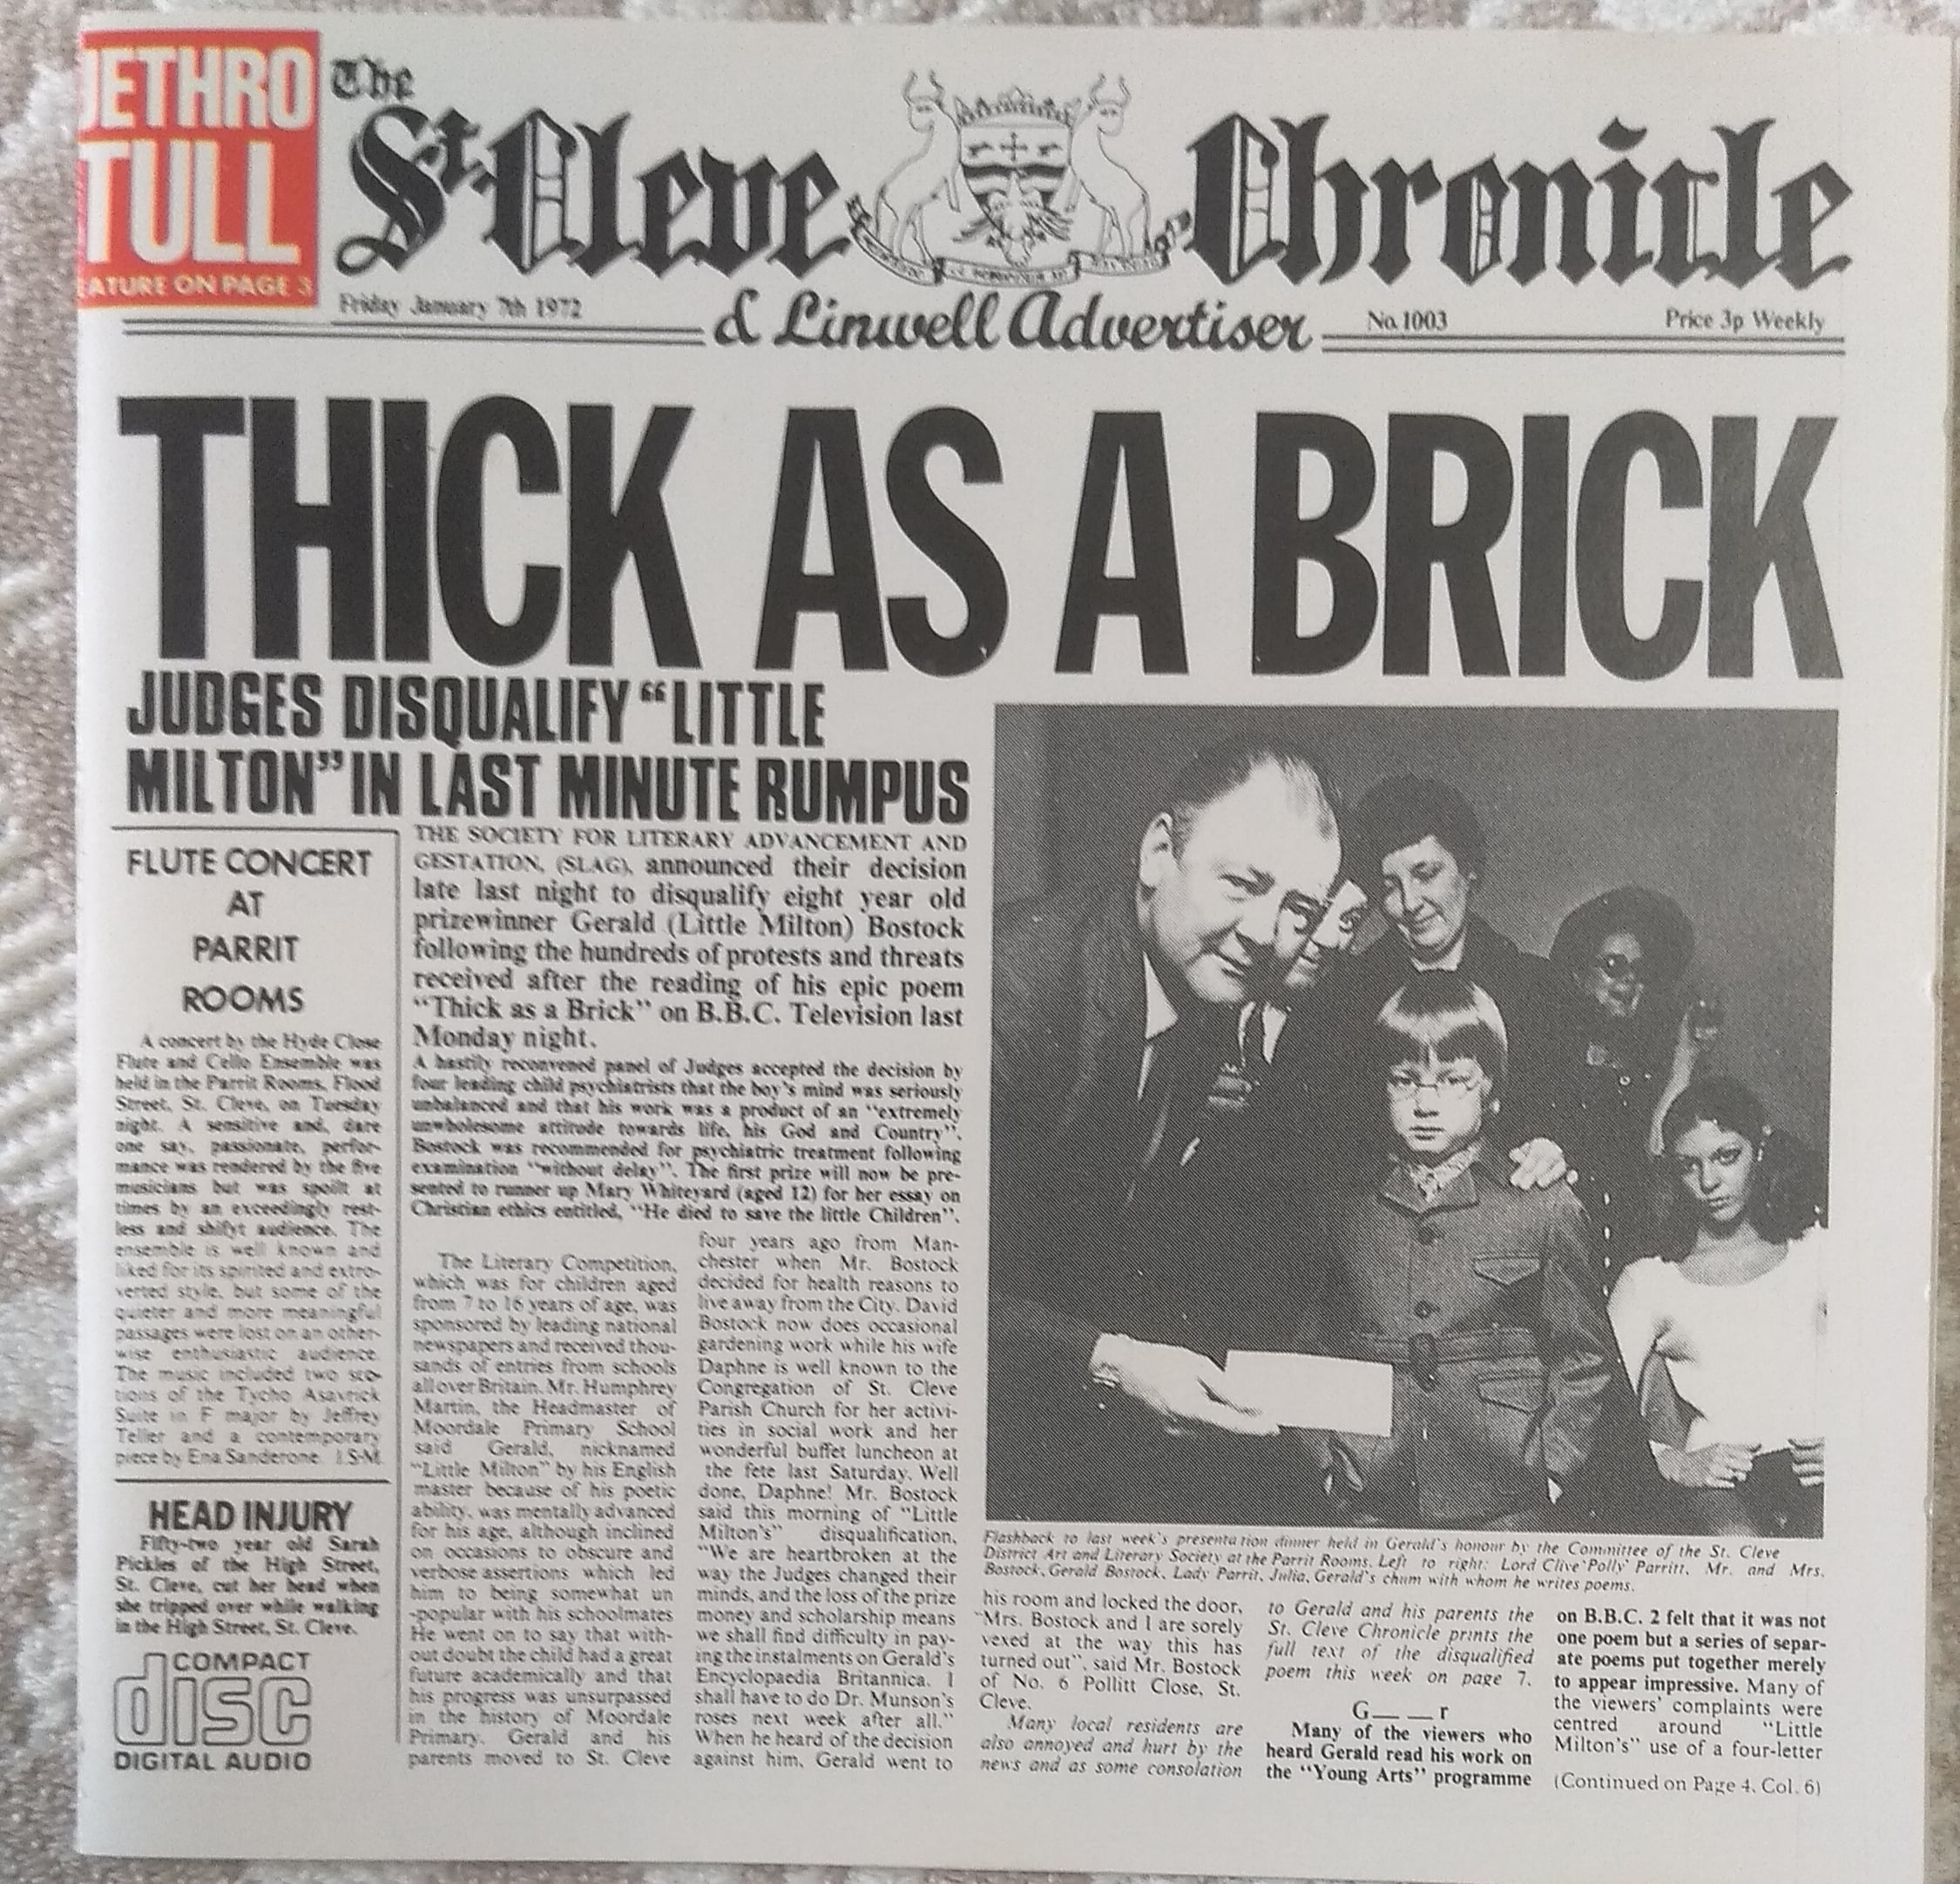 JETHRO
TULL
EATURE ON PAGE 3
The
St Cleve Chronicle
& Linwell Advertiser
Friday January 7th 1972
No.1003
Price 3p Weekly
THICK AS A BRICK
JUDGES DISQUALIFY “LITTLE
MILTON” IN LAST MINUTE RUMPUS
FLUTE CONCERT
AT
PARRIT
ROOMS
A concert by the Hyde Close
Flute and Cello Ensemble was
held in the Parrit Rooms, Flood
Street, St. Cleve, on Tuesday
night. A sensitive and, dare
one say, passionate, perfor-
mance was rendered by the five
musicians but was spoilt at
times by an exceedingly rest-
less and shifyt audience. The
ensemble is well known and
liked for its spirited and extro-
verted style, but some of the
quieter and more meaningful
passages were lost on an other-
wise enthusiastic audience.
The music included two sec-
tions of the Tycho Asavrick
Suite in F major by Jeffrey
Telier and a contemporary
piece by Ena Sanderone. I.S-M.
HEAD INJURY
Fifty-two year old Sarah
Pickles of the High Street,
St. Cleve, cut her head when
she tripped over while walking
in the High Street, St. Cleve.
COMPACT
disc
DIGITAL AUDIO
THE SOCIETY FOR LITERARY ADVANCEMENT AND
GESTATION, (SLAG), announced their decision
late last night to disqualify eight year old
prizewinner Gerald (Little Milton) Bostock
following the hundreds of protests and threats
received after the reading of his epic poem
“Thick as a Brick” on B.B.C. Television last
Monday night.
A hastily reconvened panel of Judges accepted the decision by
four leading child psychiatrists that the boy’s mind was seriously
unbalanced and that his work was a product of an “extremely
unwholesome attitude towards life, his God and Country”.
Bostock was recommended for psychiatric treatment following
examination “without delay”. The first prize will now be pre-
sented to runner up Mary Whiteyard (aged 12) for her essay on
Christian ethics entitled, “He died to save the little Children”.
The Literary Competition,
which was for children aged
from 7 to 16 years of age, was
sponsored by leading national
newspapers and received thou-
sands of entries from schools
all over Britain. Mr. Humphrey
Martin, the Headmaster of
Moordale Primary School
said Gerald, nicknamed
“Little Milton” by his English
master because of his poetic
ability, was mentally advanced
for his age, although inclined
on occasions to obscure and
verbose assertions which led
him to being somewhat un
-popular with his schoolmates
He went on to say that with-
out doubt the child had a great
future academically and that
his progress was unsurpassed
in the history of Moordale
Primary. Gerald and his
parents moved to St. Cleve
four years ago from Man-
chester when Mr. Bostock
decided for health reasons to
live away from the City. David
Bostock now does occasional
gardening work while his wife
Daphne is well known to the
Congregation of St. Cleve
Parish Church for her activi-
ties in social work and her
wonderful buffet luncheon at
the fete last Saturday. Well
done, Daphne! Mr. Bostock
said this morning of “Little
Milton’s” disqualification,
“We are heartbroken at the
way the Judges changed their
minds, and the loss of the prize
money and scholarship means
we shall find difficulty in pay-
ing the instalments on Gerald’s
Encyclopaedia Britannica. I
shall have to do Dr. Munson’s
roses next week after all.”
When he heard of the decision
against him, Gerald went to
Flashback to last week’s presentation dinner held in Gerald’s honour by the Committee of the St. Cleve
District Art and Literary Society at the Parrit Rooms. Left to right: Lord Clive ‘Polly’ Parritt, Mr. and Mrs.
Bostock, Gerald Bostock, Lady Parrit, Julia, Gerald’s chum with whom he writes poems.
his room and locked the door.
“Mrs. Bostock and I are sorely
vexed at the way this has
turned out”, said Mr. Bostock
of No. 6 Pollitt Close, St.
Cleve.
Many local residents are
also annoyed and hurt by the
news and as some consolation
to Gerald and his parents the
St. Cleve Chronicle prints the
full text of the disqualified
poem this week on page 7.
G— —r
Many of the viewers who
heard Gerald read his work on
the “Young Arts” programme
on B.B.C. 2 felt that it was not
one poem but a series of separ-
ate poems put together merely
to appear impressive. Many of
the viewers’ complaints were
centred around “Little
Milton’s” use of a four-letter
(Continued on Page 4, Col. 6)